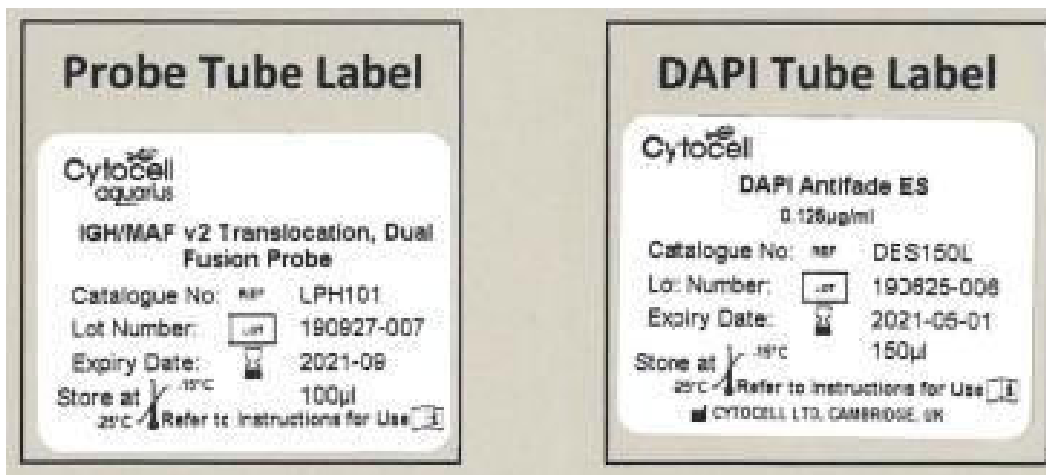 Probe Tube Label
Cytocell
aquarius
IGH/MAF v2 Translocation, Dual
Fusion Probe
Catalogue No: REF LPH101
Lot Number: LOT 190827-007
Expiry Date: 2021-09
100µl
Store at -15°C
25°C Refer to Instructions for Use
DAPI Tube Label
Cytocell
DAPI Antifade ES
0.125µg/ml
Catalogue No: REF DES150L
Lot Number: LOT
Expiry Date: 2021-05-01
150µl
Store at -15°C
25°C Refer to Instructions for Use
CYTOCELL LTD, CAMBRIDGE, UK